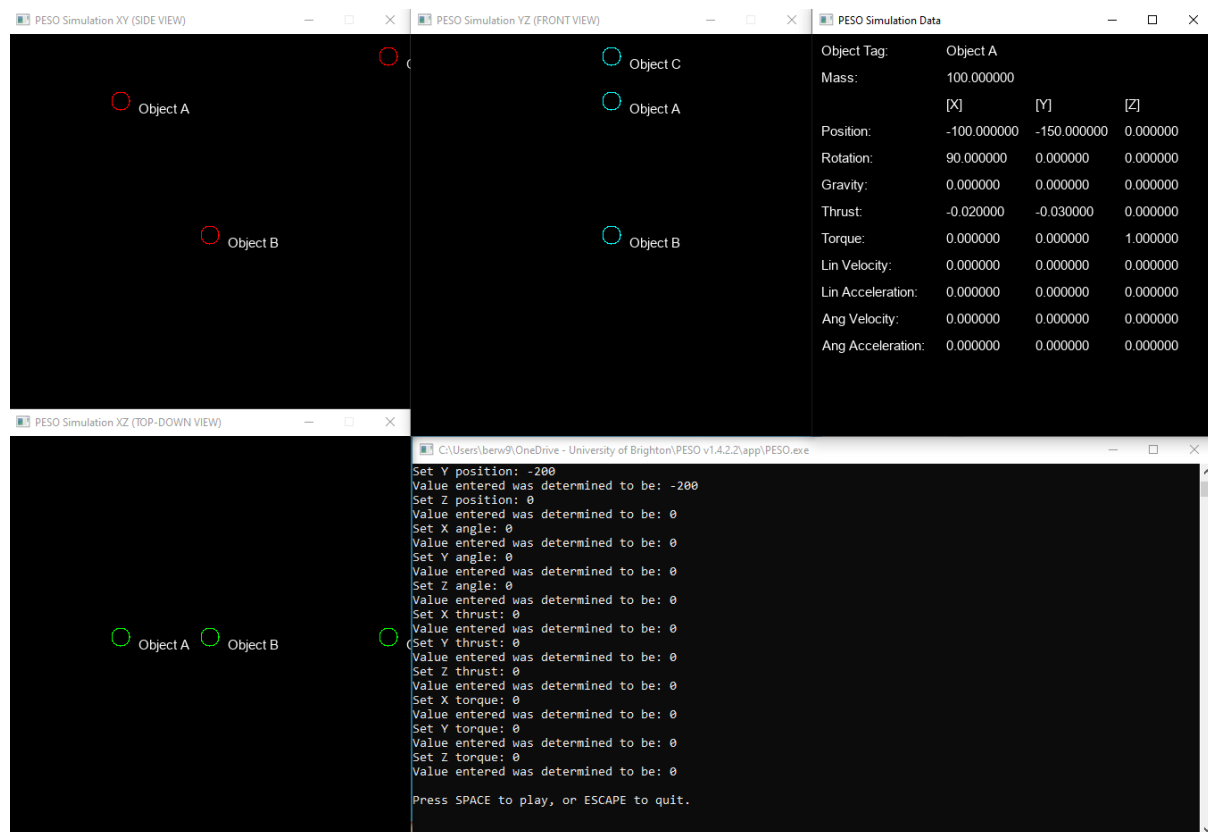 PESO Simulation XY (SIDE VIEW)
Object A
Object B
PESO Simulation YZ (FRONT VIEW)
Object C
Object A
Object B
PESO Simulation Data
Object Tag: Object A
Mass: 100.000000
[X] [Y] [Z]
Position: -100.000000 -150.000000 0.000000
Rotation: 90.000000 0.000000 0.000000
Gravity: 0.000000 0.000000 0.000000
Thrust: -0.020000 -0.030000 0.000000
Torque: 0.000000 0.000000 1.000000
Lin Velocity: 0.000000 0.000000 0.000000
Lin Acceleration: 0.000000 0.000000 0.000000
Ang Velocity: 0.000000 0.000000 0.000000
Ang Acceleration: 0.000000 0.000000 0.000000
PESO Simulation XZ (TOP-DOWN VIEW)
Object A Object B
C:\Users\berw9\OneDrive - University of Brighton\PESO v1.4.2.2\app\PESO.exe
Set Y position: -200
Value entered was determined to be: -200
Set Z position: 0
Value entered was determined to be: 0
Set X angle: 0
Value entered was determined to be: 0
Set Y angle: 0
Value entered was determined to be: 0
Set Z angle: 0
Value entered was determined to be: 0
Set X thrust: 0
Value entered was determined to be: 0
Set Y thrust: 0
Value entered was determined to be: 0
Set Z thrust: 0
Value entered was determined to be: 0
Set X torque: 0
Value entered was determined to be: 0
Set Y torque: 0
Value entered was determined to be: 0
Set Z torque: 0
Value entered was determined to be: 0
Press SPACE to play, or ESCAPE to quit.